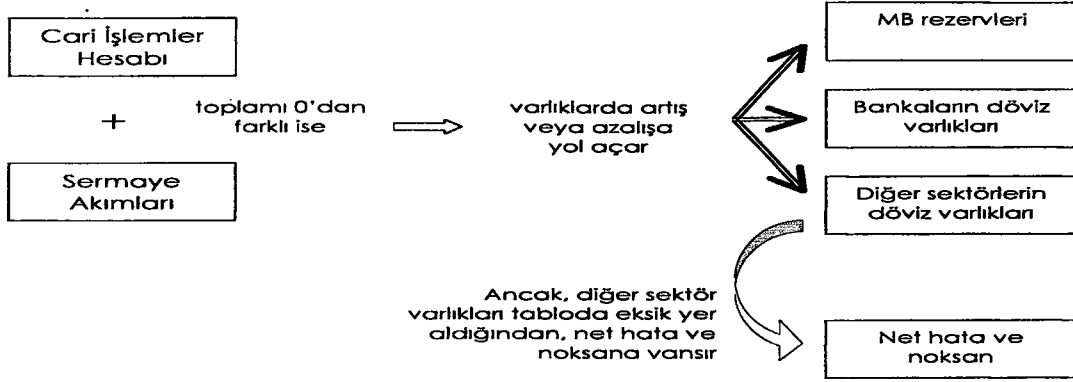 Cari İşlemler
Hesabı
+
Sermaye
Akımları
toplamı 0'dan
farklı ise
varlıklarda artış
veya azalışa
yol açar
MB rezervleri
Bankaların döviz
varlıkları
Diğer sektörlerin
döviz varlıkları
Ancak, diğer sektör
varlıkları tabloda eksik yer
aldığından, net hata ve
noksana vansır
Net hata ve
noksan